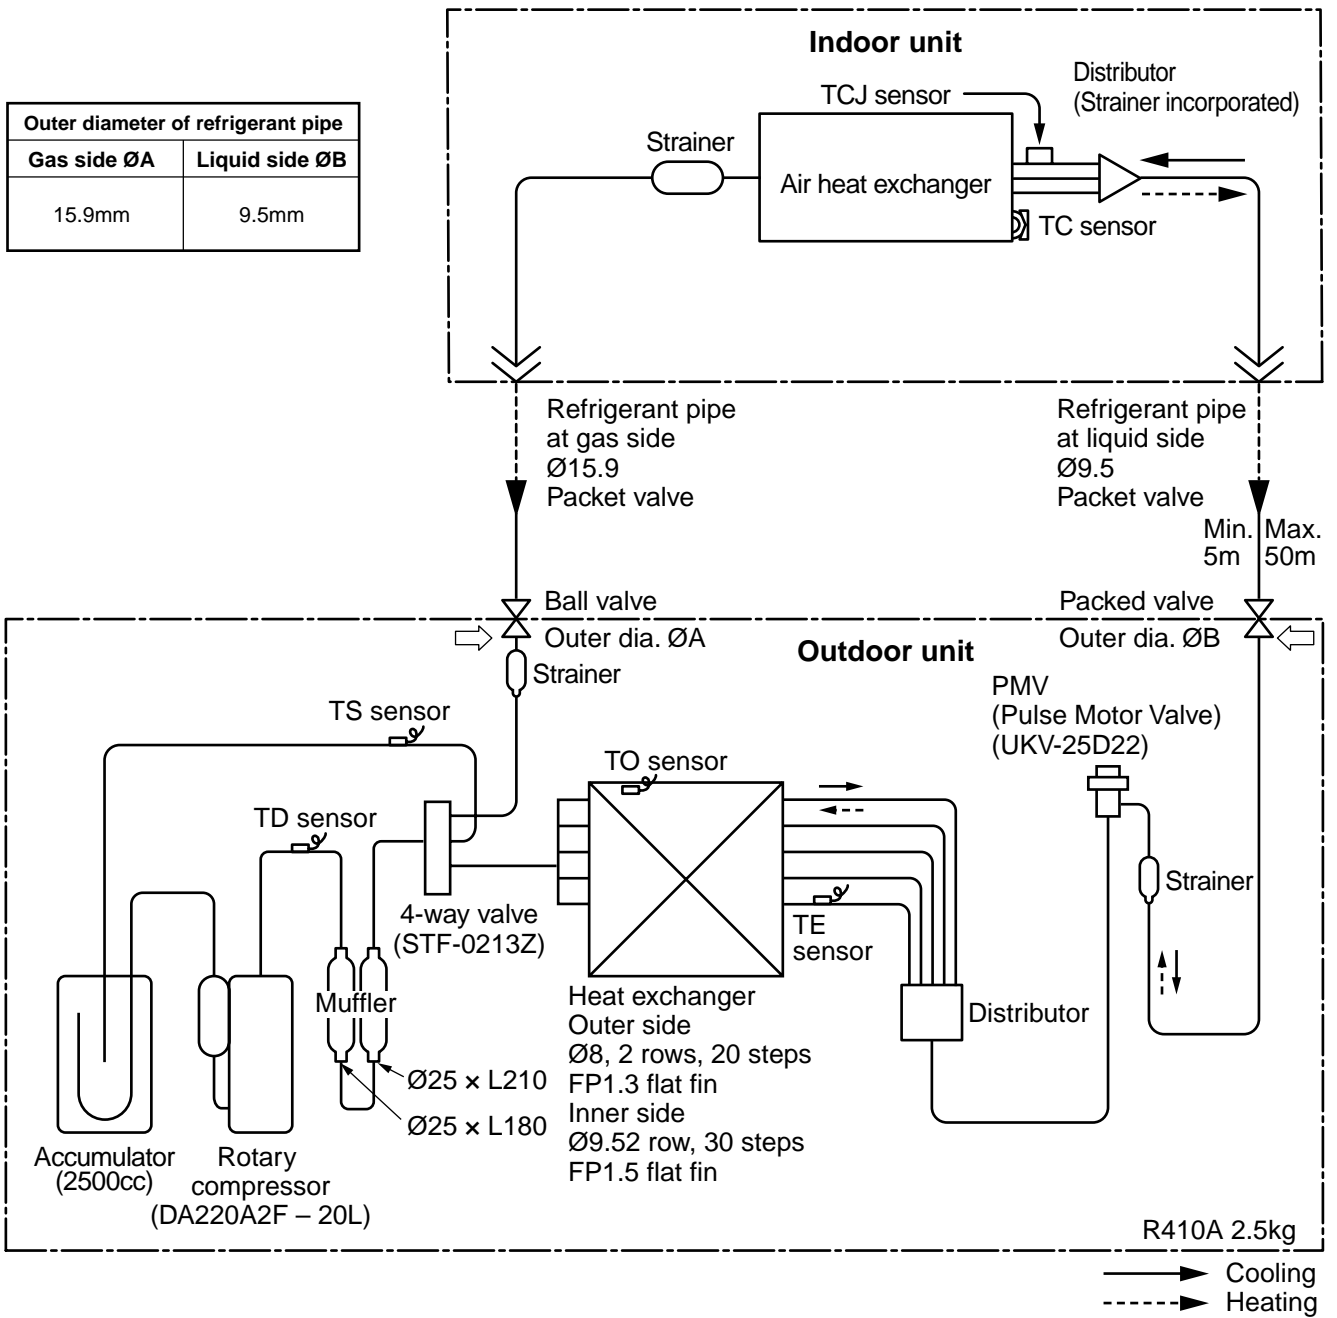 Indoor unit
Outer diameter of refrigerant pipe
Gas side ØA
Liquid side ØB
15.9mm
9.5mm
TCJ sensor
Distributor
(Strainer incorporated)
Strainer
Air heat exchanger
TC sensor
Refrigerant pipe
at gas side
Ø15.9
Packet valve
Refrigerant pipe
at liquid side
Ø9.5
Packet valve
Min.
5m
Max.
50m
Ball valve
Outer dia. ØA
Packed valve
Outer dia. ØB
Outdoor unit
Strainer
TS sensor
TD sensor
TO sensor
PMV
(Pulse Motor Valve)
(UKV-25D22)
4-way valve
(STF-0213Z)
TE
sensor
Strainer
Muffler
Distributor
Heat exchanger
Outer side
Ø8, 2 rows, 20 steps
FP1.3 flat fin
Inner side
Ø9.52 row, 30 steps
FP1.5 flat fin
Ø25 × L210
Ø25 × L180
Accumulator
(2500cc)
Rotary
compressor
(DA220A2F – 20L)
R410A 2.5kg
Cooling
Heating